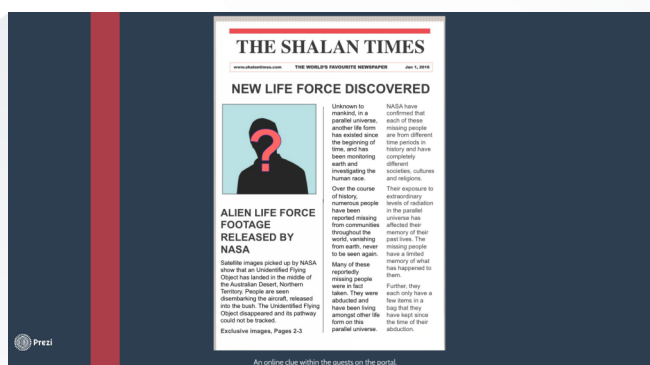 THE SHALAN TIMES
www.shalantimes.com THE WORLD'S FAVOURITE NEWSPAPER Jan 1, 2016
NEW LIFE FORCE DISCOVERED
?
ALIEN LIFE FORCE
FOOTAGE
RELEASED BY
NASA
Satellite images picked up by NASA
show that an Unidentified Flying
Object has landed in the middle of
the Australian Desert, Northern
Territory. People are seen
disembarking the aircraft, released
into the bush. The Unidentified Flying
Object disappeared and its pathway
could not be tracked.
Exclusive images, Pages 2-3
Unknown to
mankind, in a
parallel universe,
another life form
has existed since
the beginning of
time, and has
been monitoring
earth and
investigating the
human race.
Over the course
of history,
numerous people
have been
reported missing
from communities
throughout the
world, vanishing
from earth, never
to be seen again.
Many of these
reportedly
missing people
were in fact
taken. They were
abducted and
have been living
amongst other life
form on this
parallel universe.
NASA have
confirmed that
each of these
missing people
are from different
time periods in
history and have
completely
different
societies, cultures
and religions.
Their exposure to
extraordinary
levels of radiation
in the parallel
universe has
affected their
memory of their
past lives. The
missing people
have a limited
memory of what
has happened to
them.
Further, they
each only have a
few items in a
bag that they
have kept since
the time of their
abduction.
Prezi
An online clue within the quests on the portal.